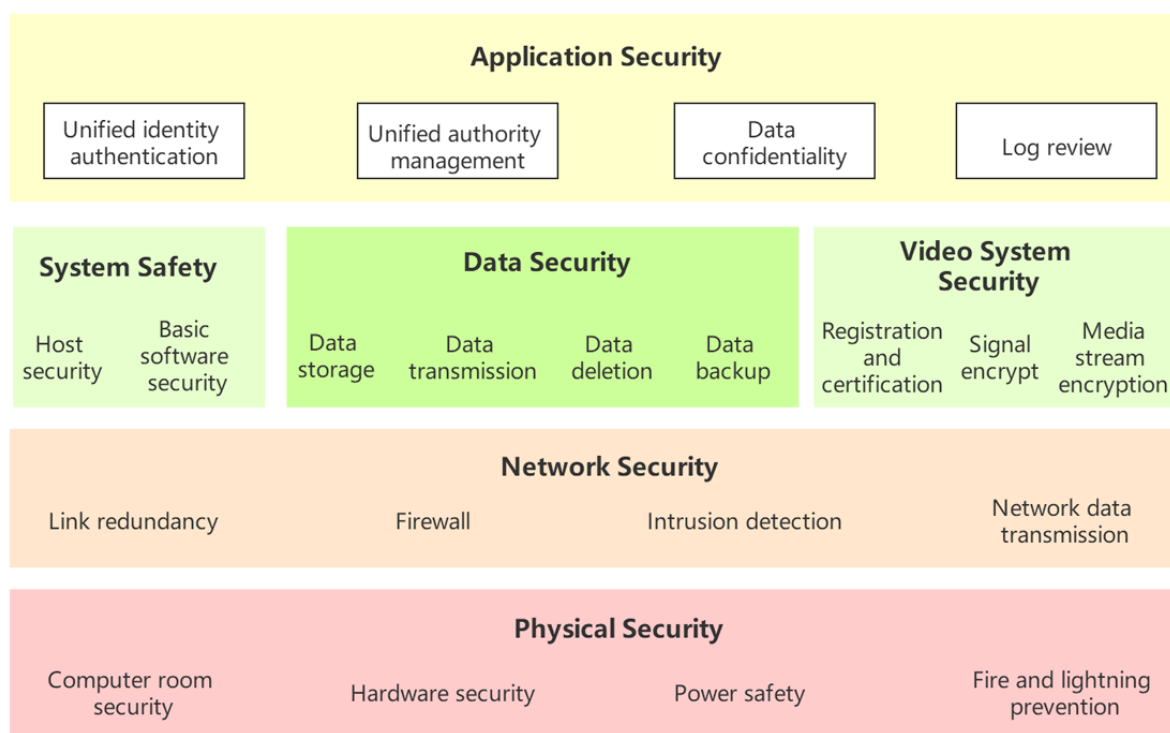 Application Security
Unified identity
authentication
Unified authority
management
Data
confidentiality
Log review
System Safety
Host
security
Basic
software
security
Data Security
Data
storage
Data
transmission
Data
deletion
Data
backup
Video System
Security
Registration
and
certification
Signal
encrypt
Media
stream
encryption
Network Security
Link redundancy
Firewall
Intrusion detection
Network data
transmission
Physical Security
Computer room
security
Hardware security
Power safety
Fire and lightning
prevention